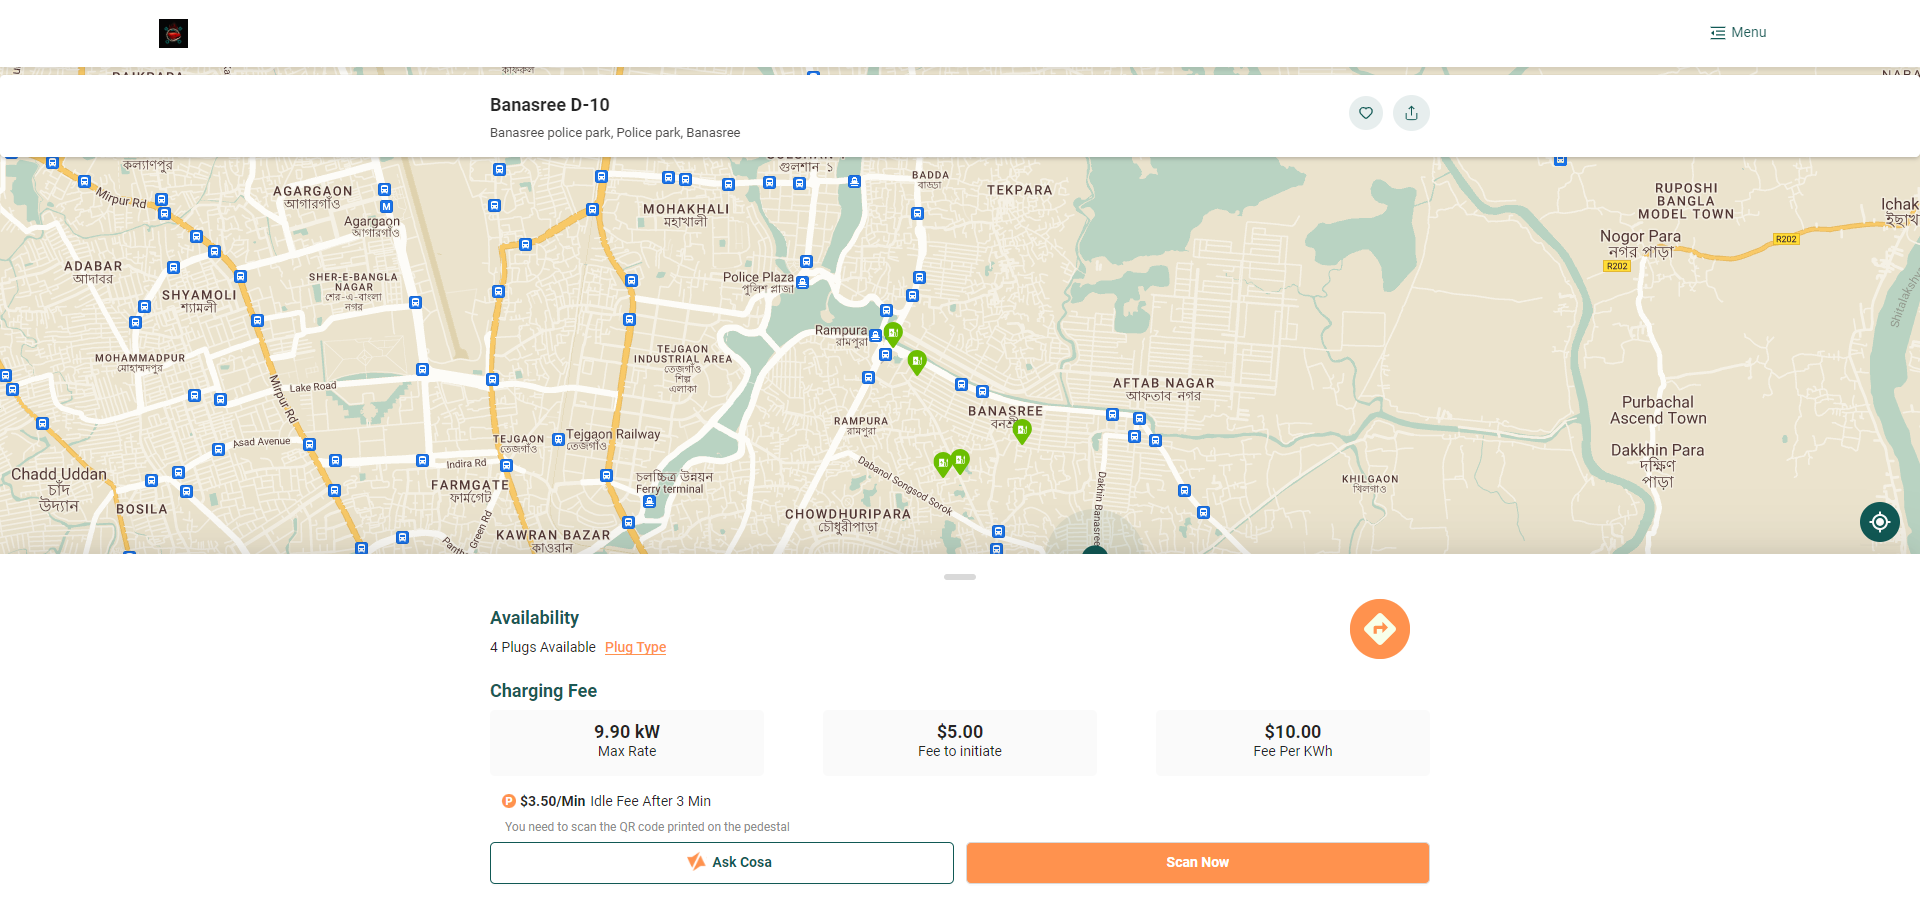 Menu
কাফরুল
Banasree D-10
Banasree police park, Police park, Banasree
কল্যাণপুর
Mirpur Rd
AGARGAON
আগারগাঁও
M
Agargaon
আগারগাঁও
MOHAKHALI
মহাখালী
গুলশান ১
BADDA
বাড্ডা
TEKPARA
RUPOSHI
BANGLA
MODEL TOWN
Ichak
ইছাখ
Nogor Para
নগর পাড়া
R202
R202
ADABAR
আদাবর
SHYAMOLI
শ্যামলী
SHER-E-BANGLA
NAGAR
শের-এ-বাংলা
নগর
Police Plaza
পুলিশ প্লাজা
Rampura
রামপুরা
MOHAMMADPUR
মোহাম্মদপুর
Lake Road
Mirpur Rd
TEJGAON
INDUSTRIAL AREA
তেজগাঁও
শিল্প
এলাকা
AFTAB NAGAR
আফতাব নগর
BANASREE
বনশ্রী
RAMPURA
রামপুরা
Purbachal
Ascend Town
Asad Avenue
TEJGAON
তেজগাঁও
Tejgaon Railway
তেজগাঁও
Indira Rd
Dakkhin Para
দক্ষিণ
পাড়া
Chadd Uddan
চাঁদ
উদ্যান
BOSILA
FARMGATE
ফার্মগেট
চলচ্চিত্র উন্নয়ন
Ferry terminal
Dabanol Songsod Sorok
Dakhin Banasree
KHILGAON
খিলগাঁও
CHOWDHURIPARA
চৌধুরীপাড়া
Green Rd
KAWRAN BAZAR
কাওরান
Availability
4 Plugs Available Plug Type
Charging Fee
9.90 kW
Max Rate
$5.00
Fee to initiate
$10.00
Fee Per KWh
P $3.50/Min Idle Fee After 3 Min
You need to scan the QR code printed on the pedestal
Ask Cosa
Scan Now